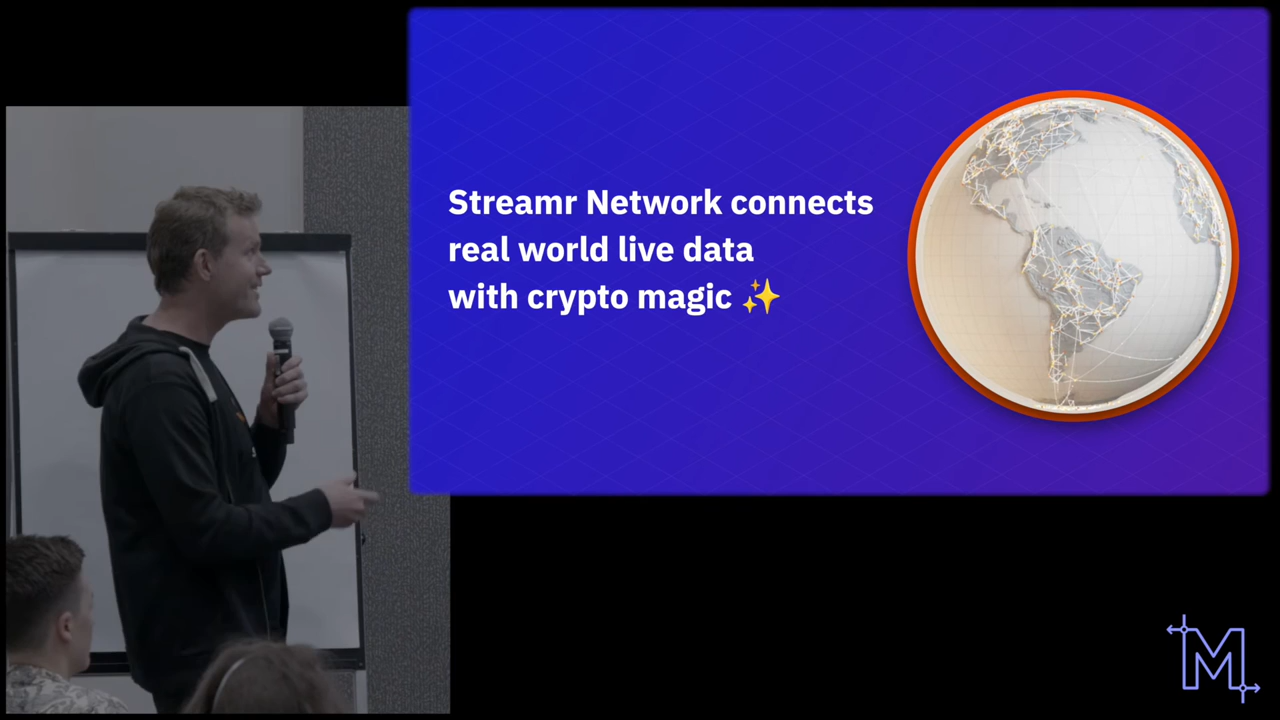 Streamr Network connects
real world live data
with crypto magic ✨
M